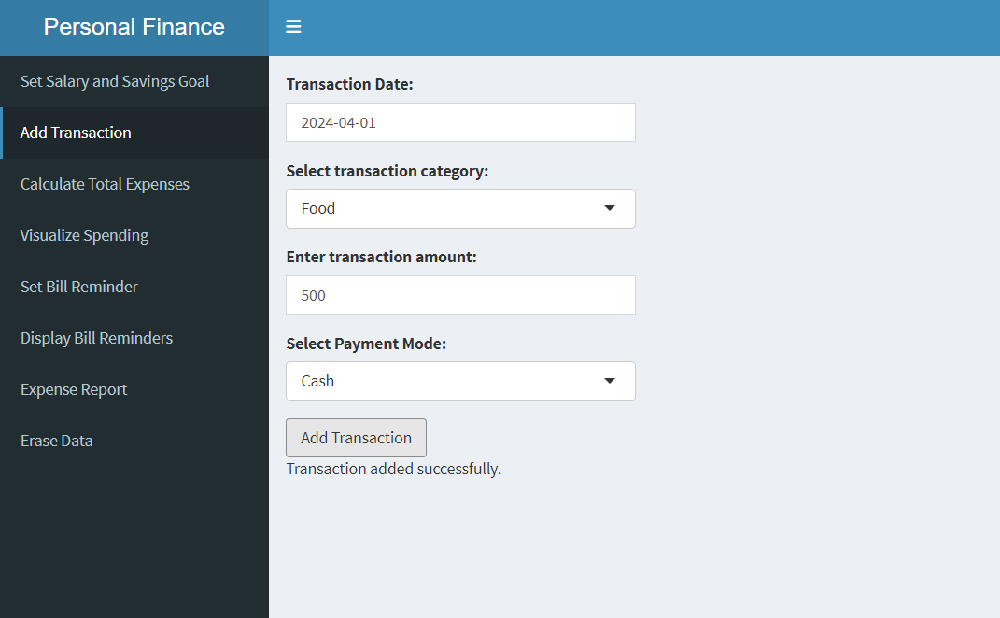 Personal Finance
Set Salary and Savings Goal
Add Transaction
Calculate Total Expenses
Visualize Spending
Set Bill Reminder
Display Bill Reminders
Expense Report
Erase Data
Transaction Date:
2024-04-01
Select transaction category:
Food
Enter transaction amount:
500
Select Payment Mode:
Cash
Add Transaction
Transaction added successfully.